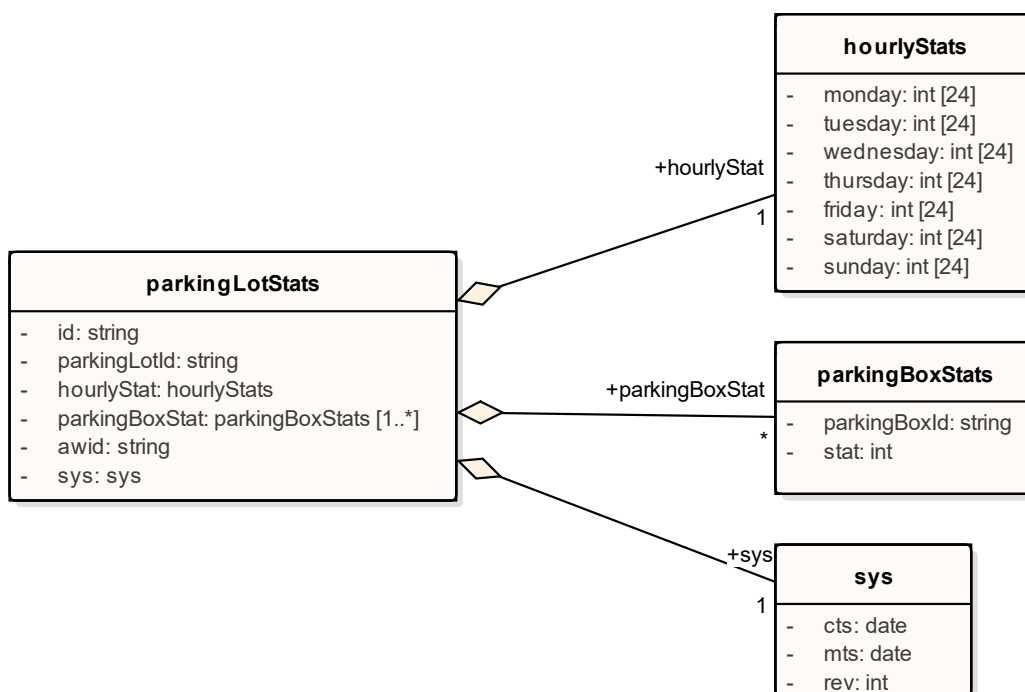 hourlyStats
- monday: int [24]
- tuesday: int [24]
- wednesday: int [24]
- thursday: int [24]
- friday: int [24]
- saturday: int [24]
- sunday: int [24]
+hourlyStat
1
parkingLotStats
- id: string
- parkingLotId: string
- hourlyStat: hourlyStats
- parkingBoxStat: parkingBoxStats [1..*]
- awid: string
- sys: sys
+parkingBoxStat
*
parkingBoxStats
- parkingBoxId: string
- stat: int
+sys
1
sys
- cts: date
- mts: date
- rev: int